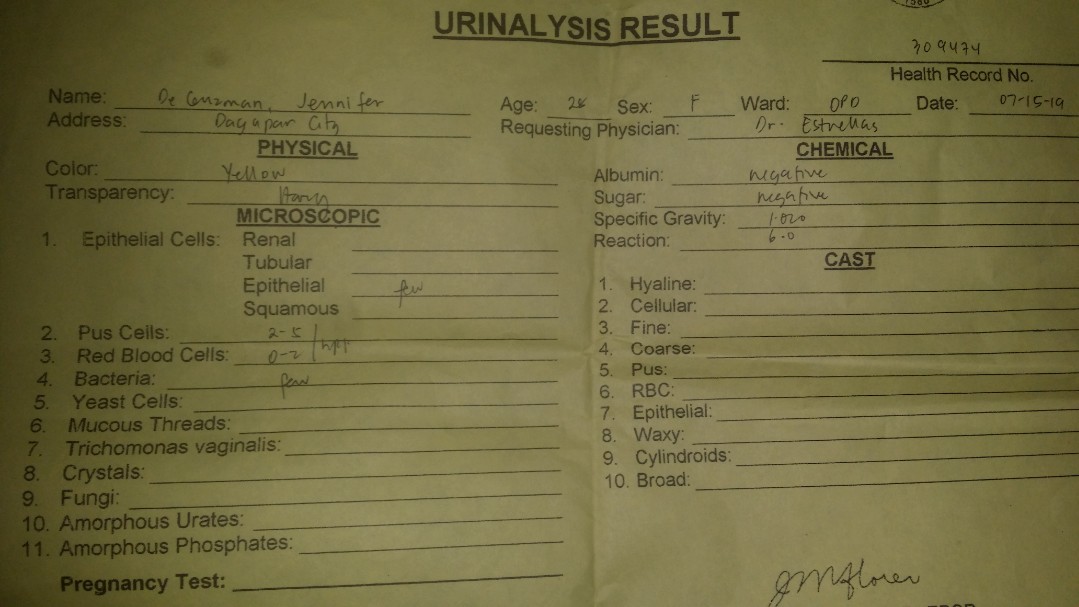 1980
URINALYSIS RESULT
309474
Health Record No.
Name: De Guzman, Jennifer Age: 24 Sex: F Ward: OPD Date: 07-15-19
Address: Dagupan City Requesting Physician: Dr. Estrellas
PHYSICAL
Color: Yellow
Transparency: Hazy
MICROSCOPIC
1. Epithelial Cells: Renal
Tubular
Epithelial few
Squamous
2. Pus Cells: 2-5 /hpf
3. Red Blood Cells: 0-2
4. Bacteria: few
5. Yeast Cells:
6. Mucous Threads:
7. Trichomonas vaginalis:
8. Crystals:
9. Fungi:
10. Amorphous Urates:
11. Amorphous Phosphates:
Pregnancy Test:
CHEMICAL
Albumin: negative
Sugar: negative
Specific Gravity: 1.020
Reaction: 6.0
CAST
1. Hyaline:
2. Cellular:
3. Fine:
4. Coarse:
5. Pus:
6. RBC:
7. Epithelial:
8. Waxy:
9. Cylindroids:
10. Broad: